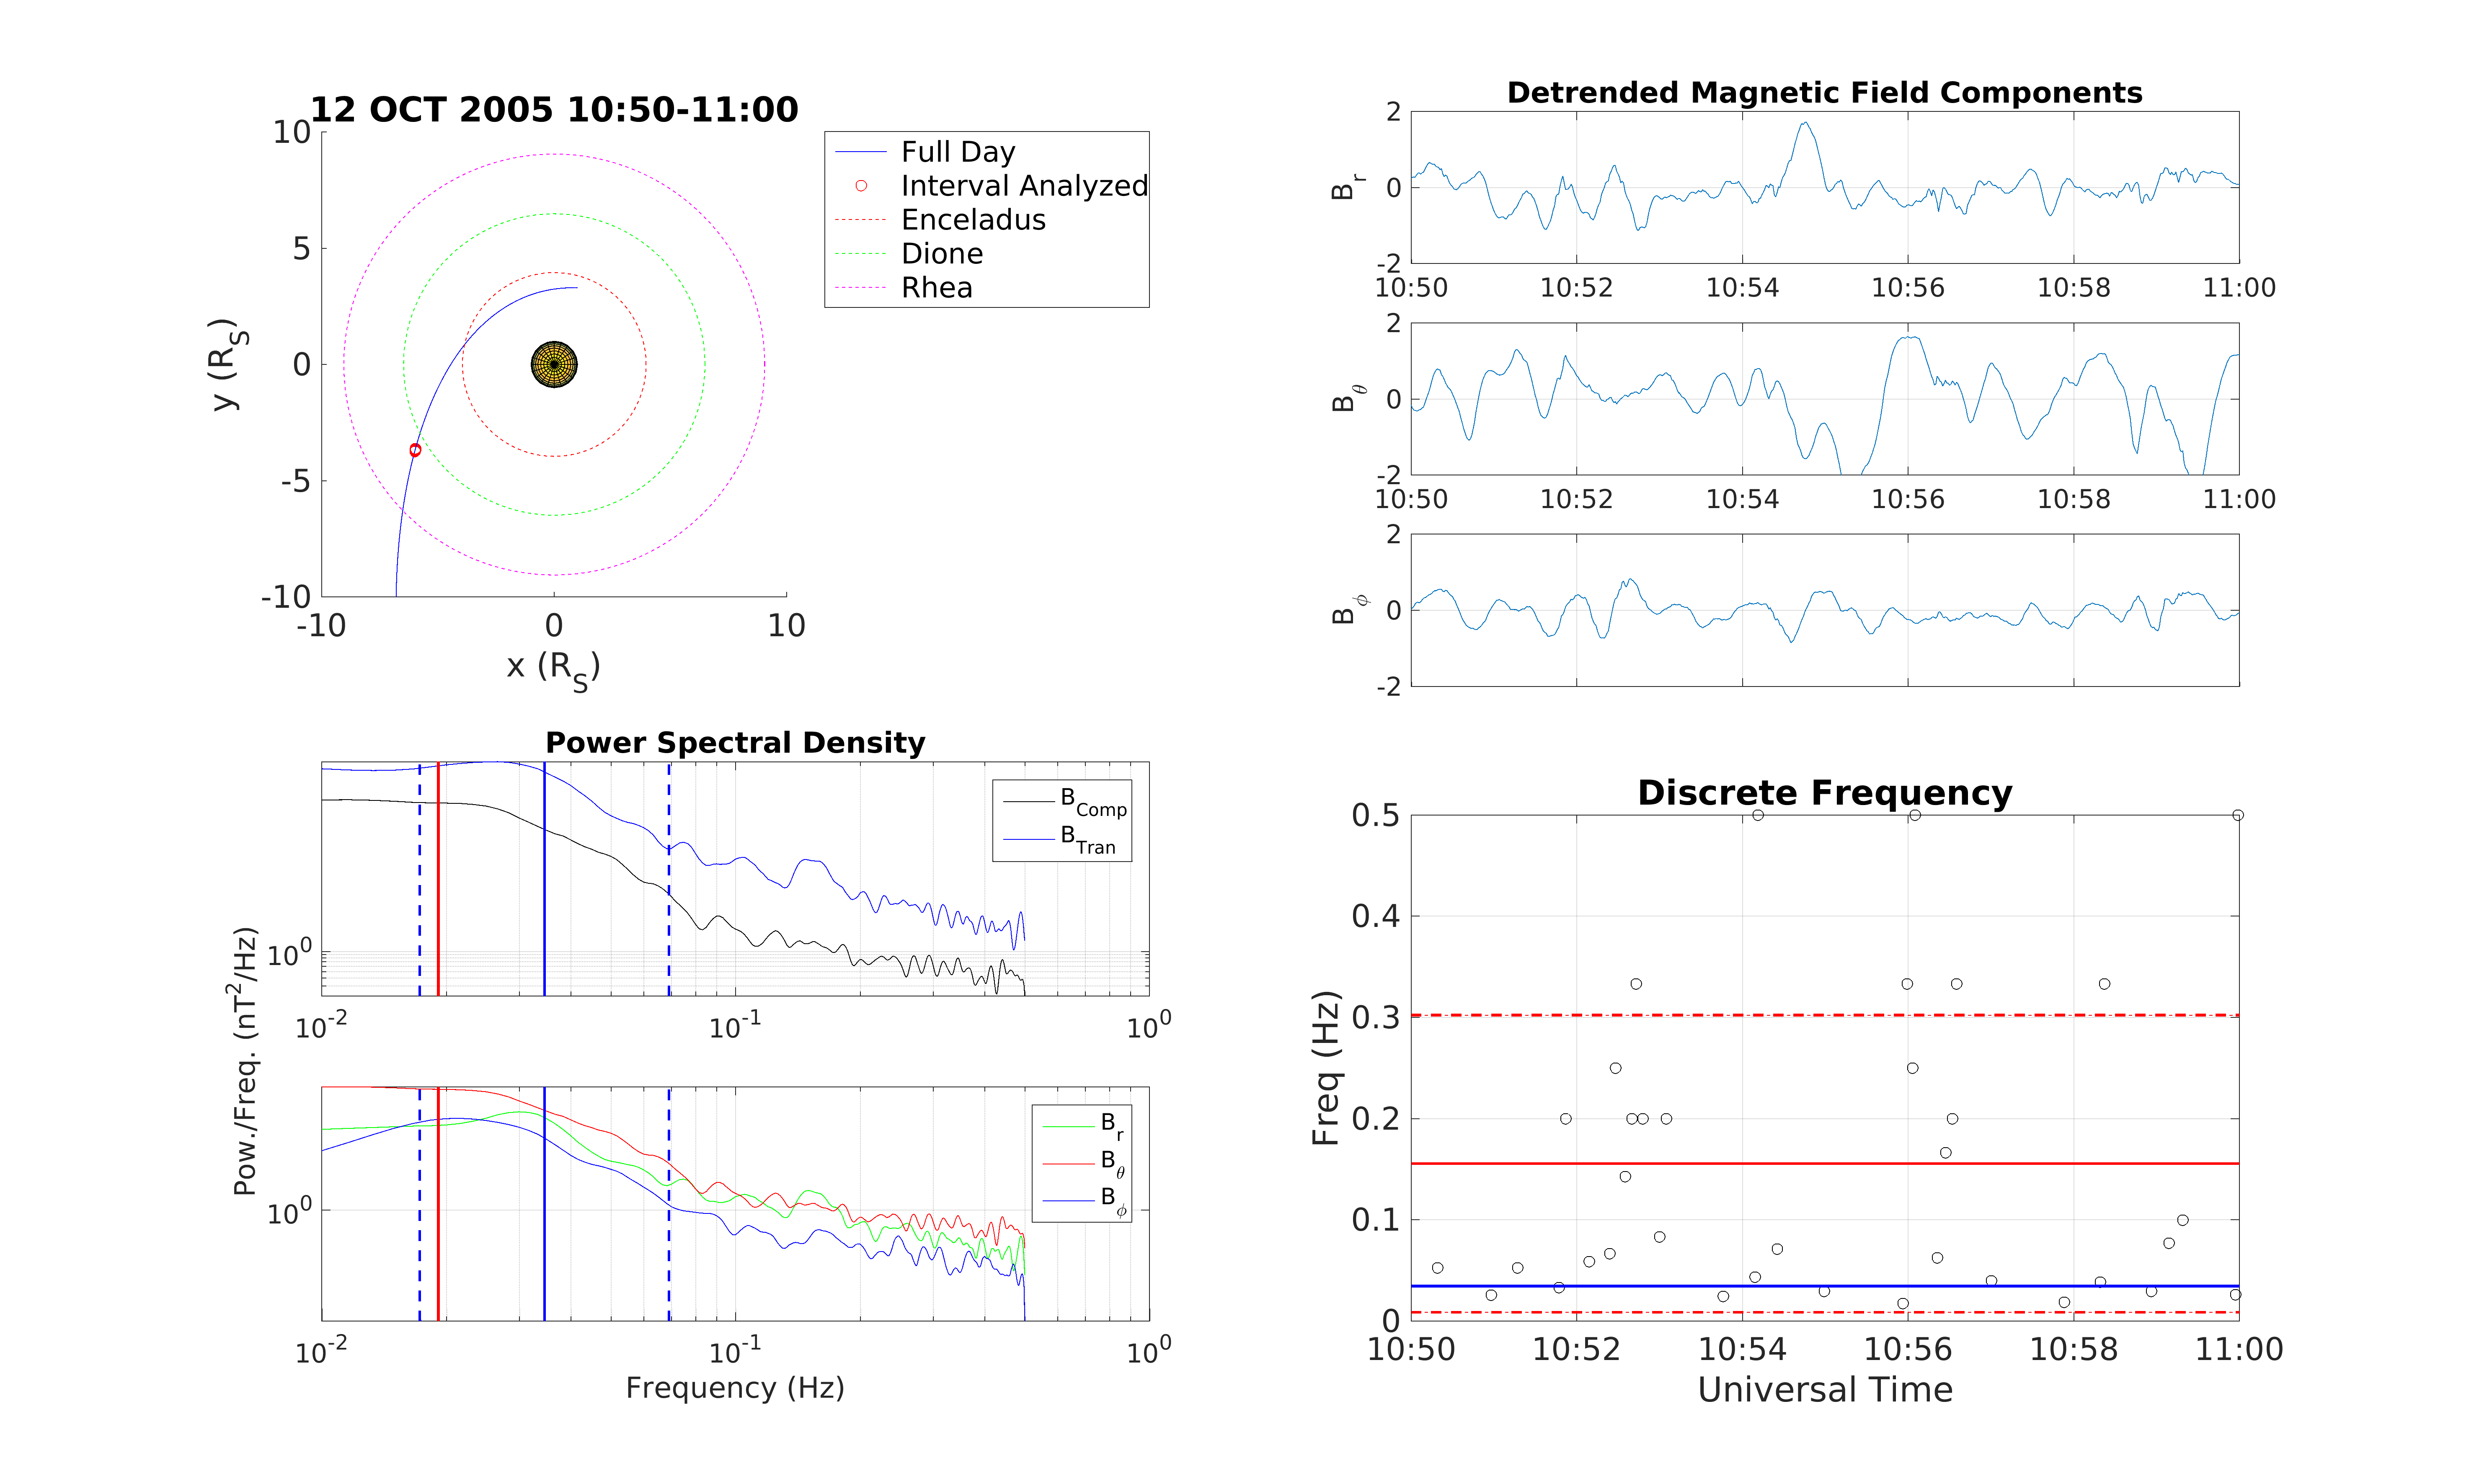 12 OCT 2005 10:50-11:00
10
5
0
-5
-10
-10 0 10
y (R_S)
x (R_S)
Full Day
Interval Analyzed
Enceladus
Dione
Rhea
Detrended Magnetic Field Components
2
0
-2
B_r
10:50 10:52 10:54 10:56 10:58 11:00
2
0
-2
B_θ
10:50 10:52 10:54 10:56 10:58 11:00
2
0
-2
B_ϕ
Power Spectral Density
10^0
B_Comp
B_Tran
10^-2 10^-1 10^0
Pow./Freq. (nT^2/Hz)
10^0
B_r
B_θ
B_ϕ
10^-2 10^-1 10^0
Frequency (Hz)
Discrete Frequency
0.5
0.4
0.3
0.2
0.1
0
Freq (Hz)
10:50 10:52 10:54 10:56 10:58 11:00
Universal Time